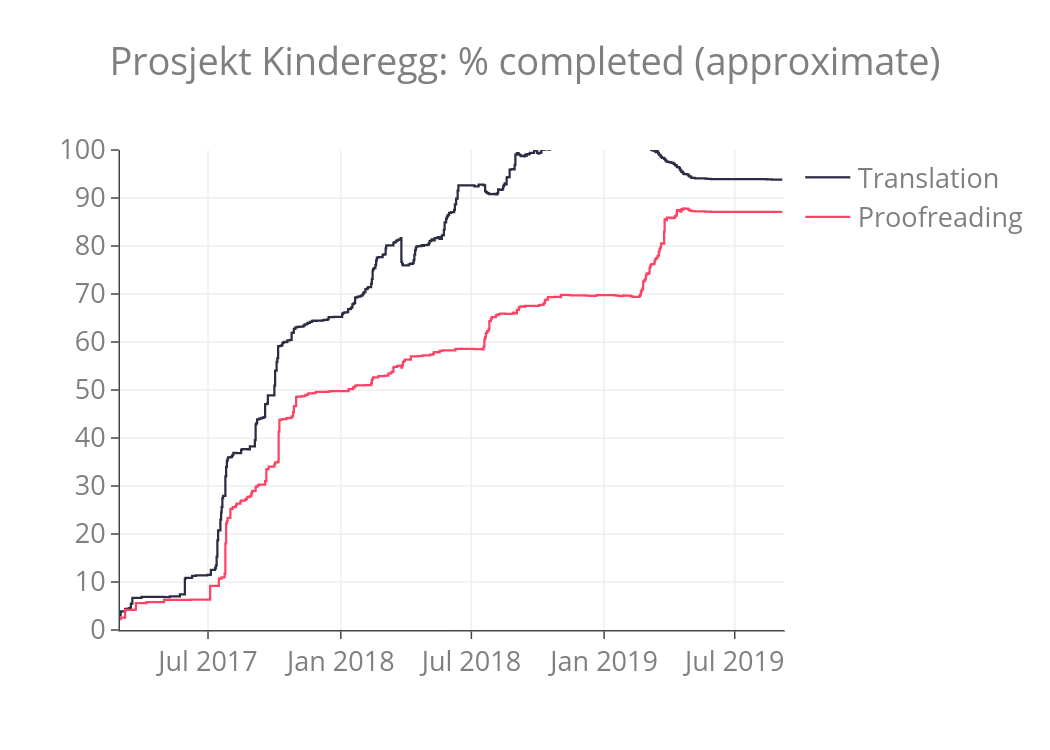 Prosjekt Kinderegg: % completed (approximate)
100
90
80
70
60
50
40
30
20
10
0
Jul 2017 Jan 2018 Jul 2018 Jan 2019 Jul 2019
Translation
Proofreading